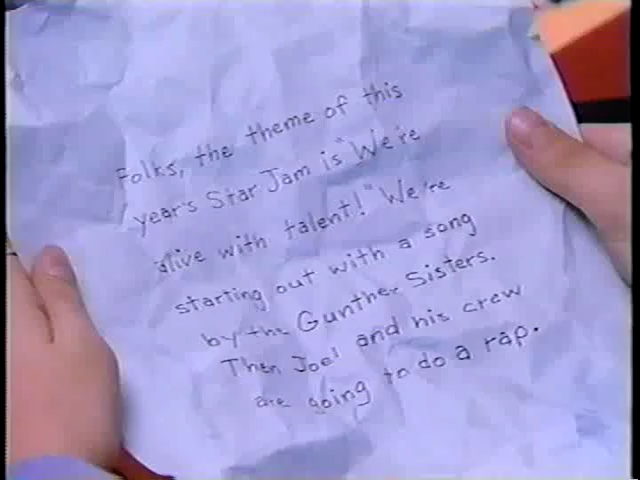 Folks, the theme of this
year's Star Jam is "We're
alive with talent!" We're
starting out with a song
by the Gunther Sisters.
Then Joel and his crew
are going to do a rap.